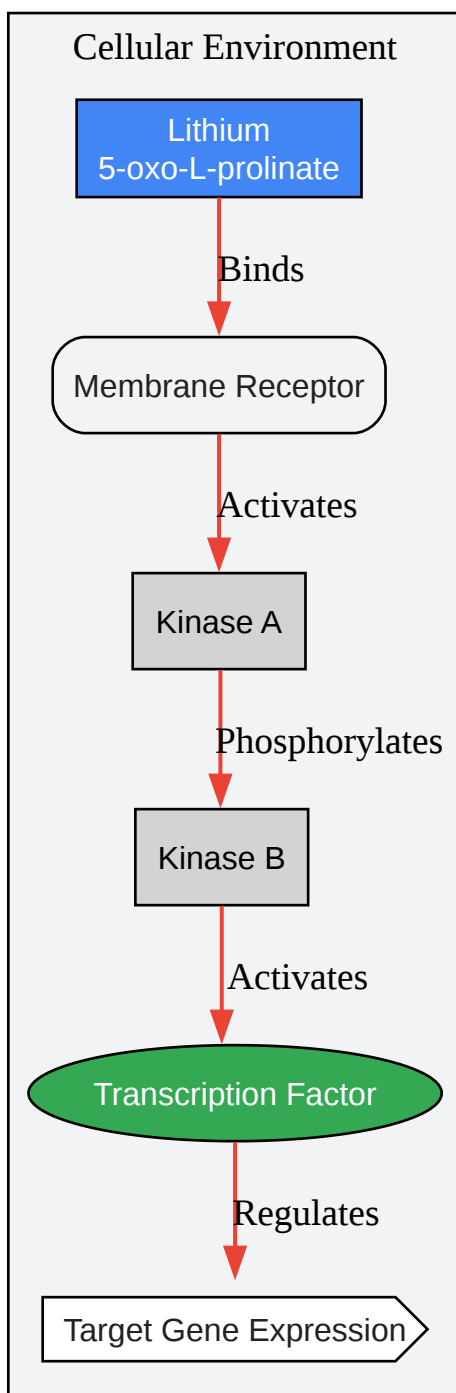 Cellular Environment
Lithium
5-oxo-L-prolinate
Binds
Membrane Receptor
Activates
Kinase A
Phosphorylates
Kinase B
Activates
Transcription Factor
Regulates
Target Gene Expression